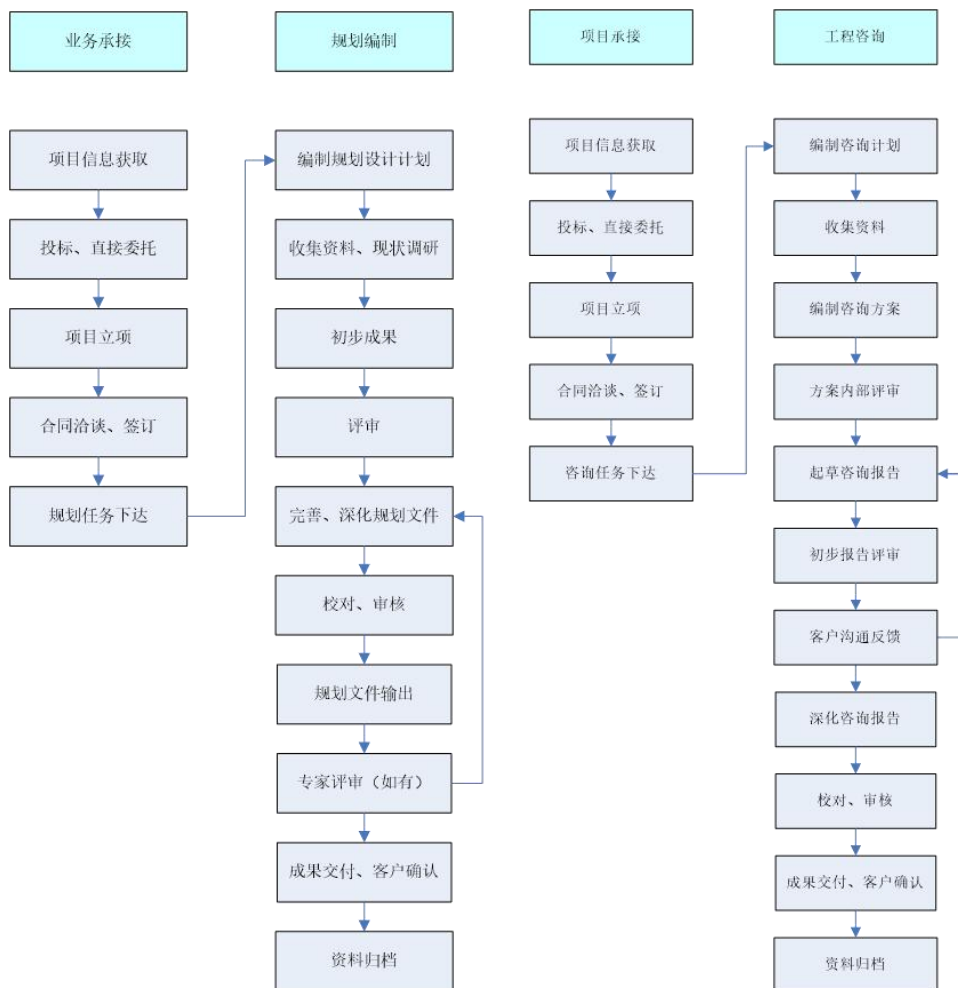 业务承接
项目信息获取
投标、直接委托
项目立项
合同洽谈、签订
规划任务下达
规划编制
编制规划设计计划
收集资料、现状调研
初步成果
评审
完善、深化规划文件
校对、审核
规划文件输出
专家评审（如有）
成果交付、客户确认
资料归档
项目承接
项目信息获取
投标、直接委托
项目立项
合同洽谈、签订
咨询任务下达
工程咨询
编制咨询计划
收集资料
编制咨询方案
方案内部评审
起草咨询报告
初步报告评审
客户沟通反馈
深化咨询报告
校对、审核
成果交付、客户确认
资料归档